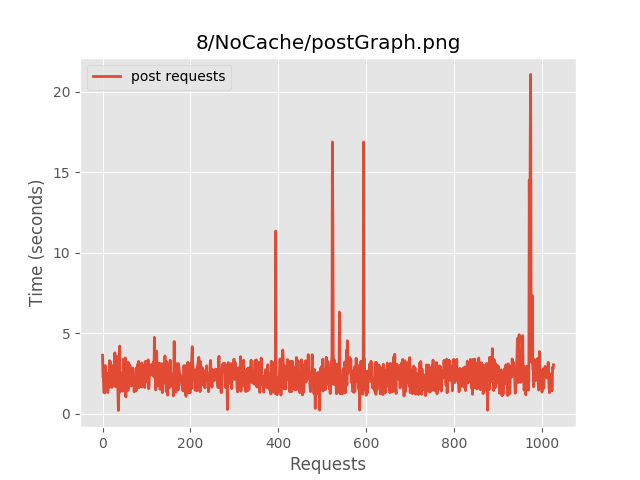 8/NoCache/postGraph.png
post requests
20
15
10
5
0
Time (seconds)
0 200 400 600 800 1000
Requests